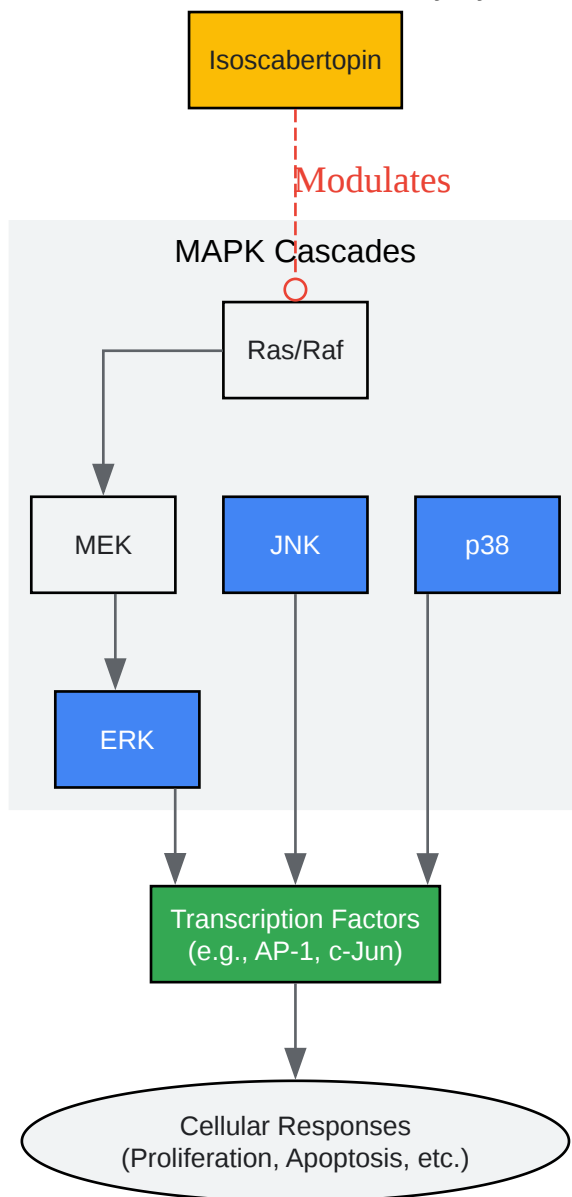 Isoscabertopin
Modulates
MAPK Cascades
Ras/Raf
MEK
JNK
p38
ERK
Transcription Factors
(e.g., AP-1, c-Jun)
Cellular Responses
(Proliferation, Apoptosis, etc.)